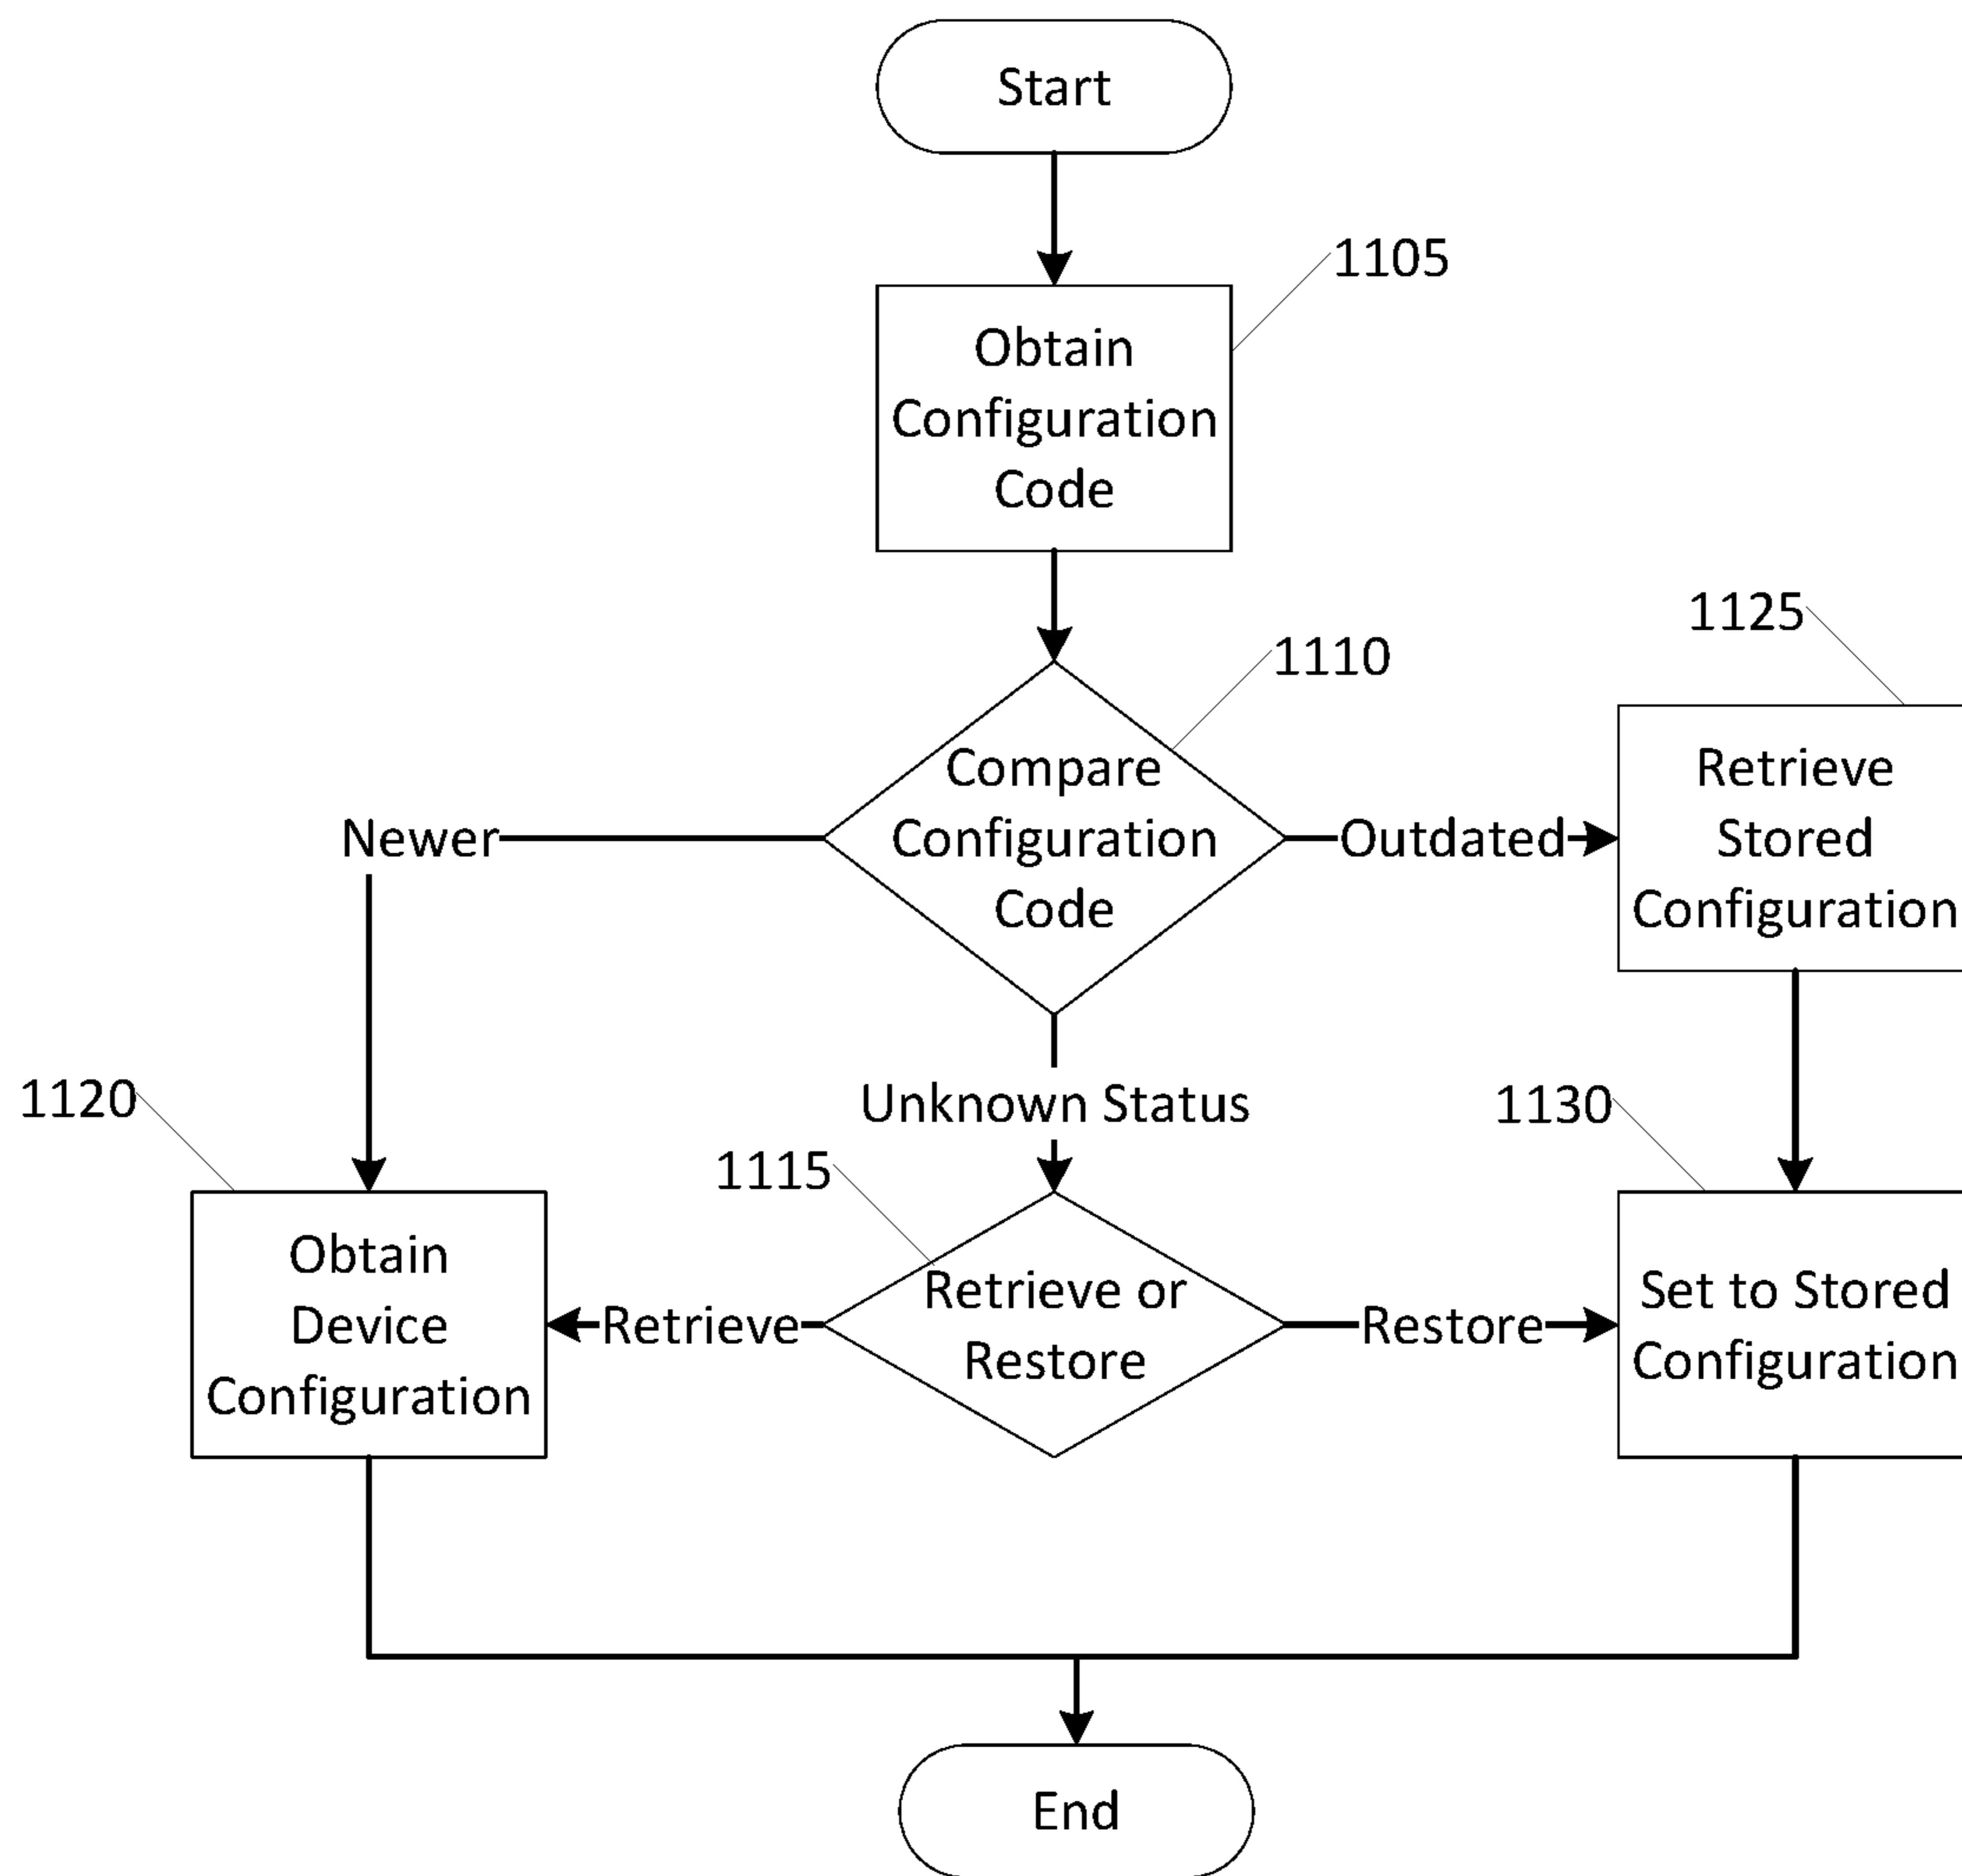 Start
1105
Obtain
Configuration
Code
1125
1110
Compare
Configuration
Code
Newer
Outdated
Retrieve
Stored
Configuration
Unknown Status
1120
1115
1130
Obtain
Device
Configuration
Retrieve
Retrieve or
Restore
Restore
Set to Stored
Configuration
End